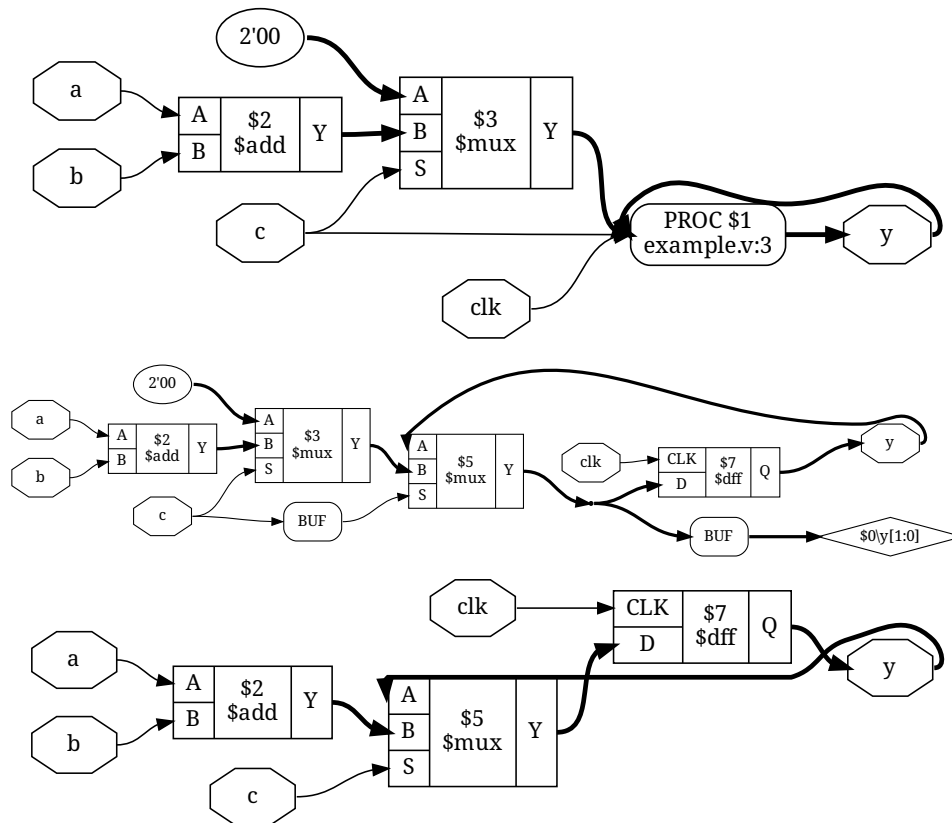 2'00
a
A
B
$2
$add
Y
A
B
S
$3
$mux
Y
b
c
PROC $1
example.v:3
y
clk
2'00
a
A
B
$2
$add
Y
A
B
S
$3
$mux
Y
b
c
BUF
A
B
S
$5
$mux
Y
clk
CLK
D
$7
$dff
Q
y
BUF
$0\y[1:0]
clk
CLK
D
$7
$dff
Q
a
A
B
$2
$add
Y
A
B
S
$5
$mux
Y
y
b
c